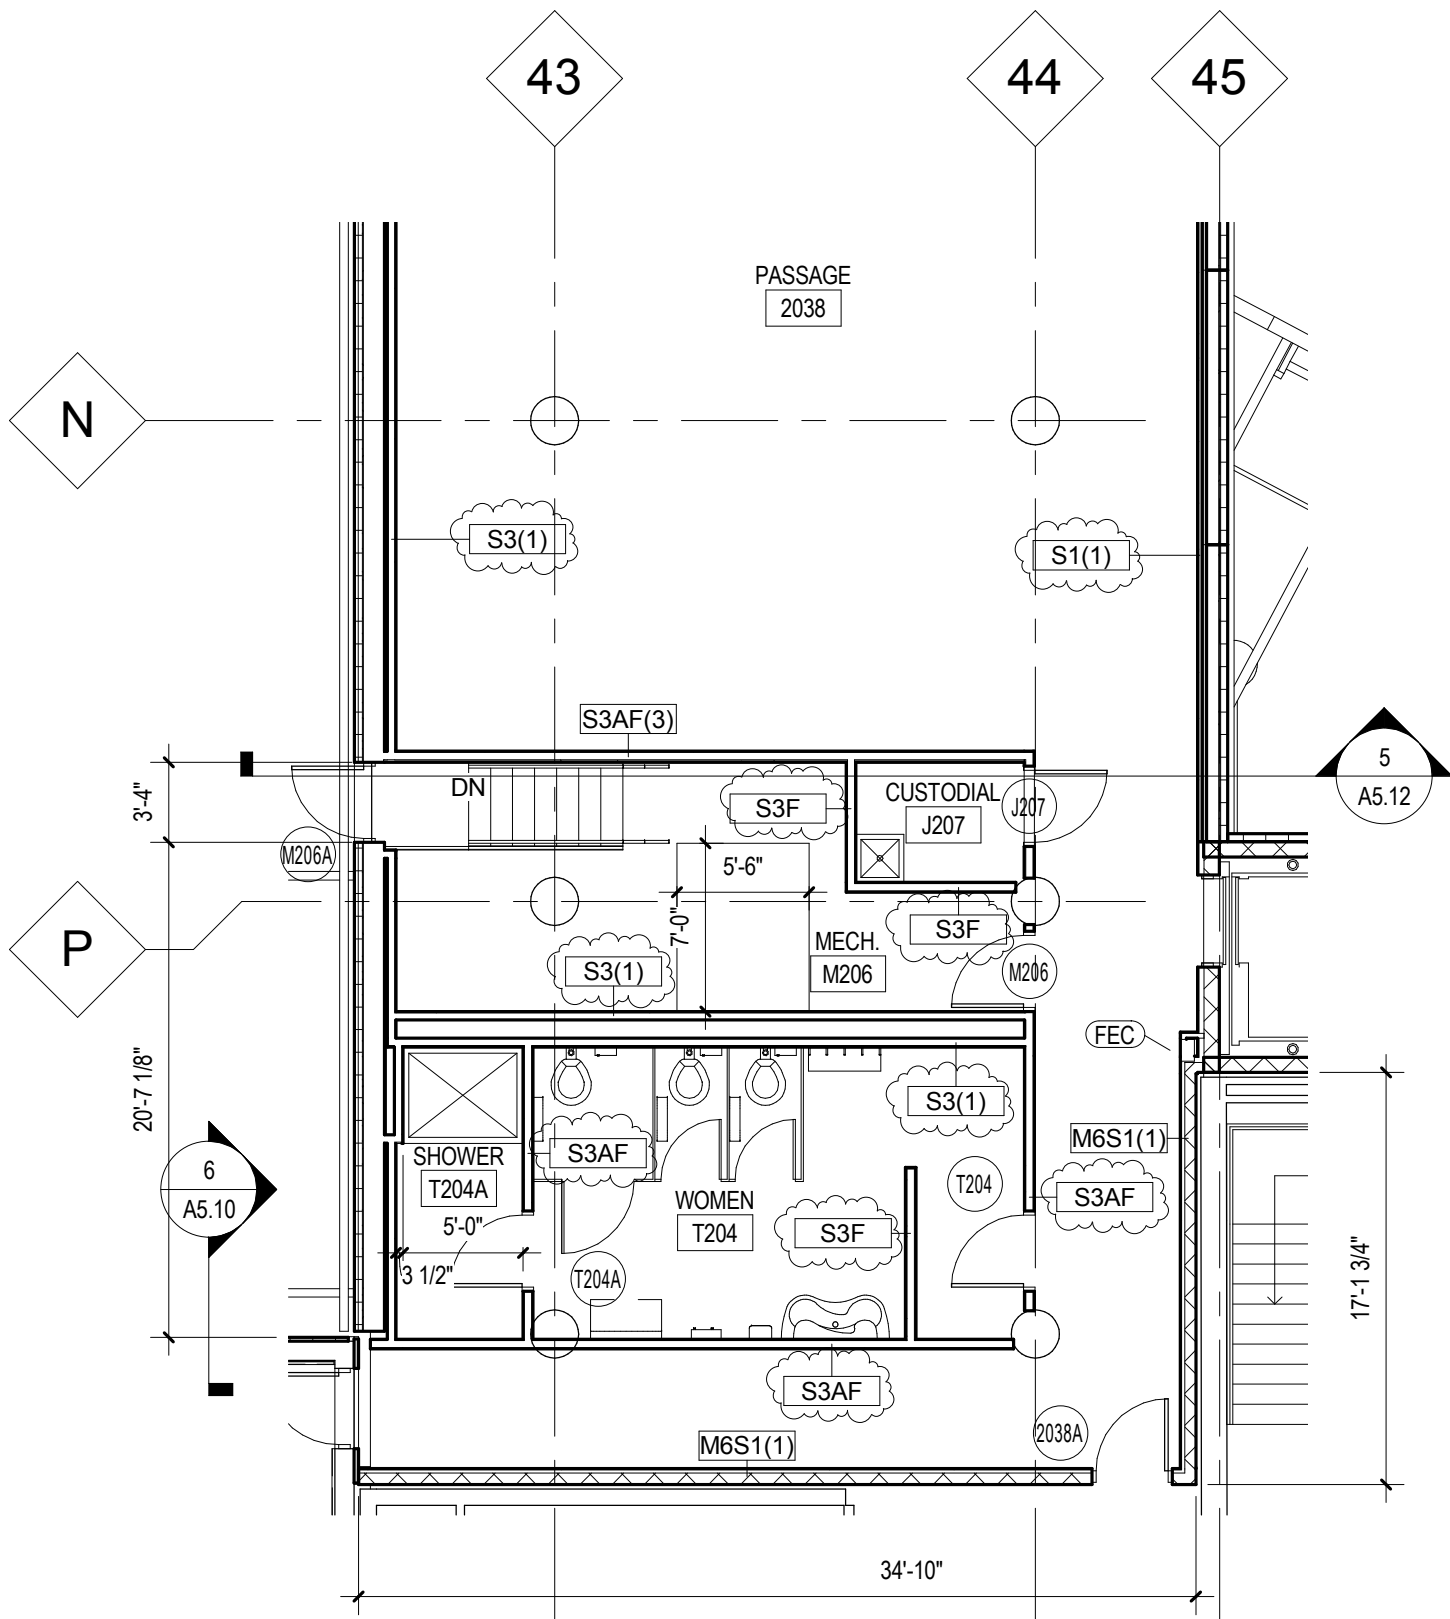 43
44
45
PASSAGE
2038
N
S3(1)
S1(1)
S3AF(3)
5
A5.12
DN
3'-4"
S3F
CUSTODIAL
J207
J207
M206A
5'-6"
P
7'-0"
S3F
MECH.
M206
S3(1)
M206
FEC
20'-7 1/8"
S3(1)
M6S1(1)
S3AF
SHOWER
T204A
6
A5.10
T204
S3AF
WOMEN
T204
5'-0"
S3F
3 1/2"
T204A
17'-1 3/4"
S3AF
2038A
M6S1(1)
34'-10"